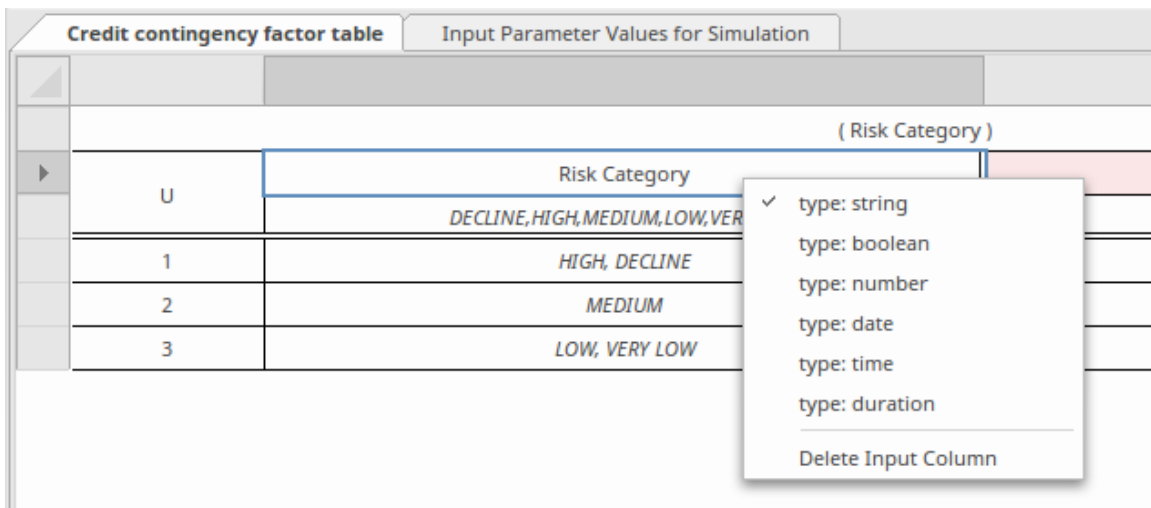 Credit contingency factor table
Input Parameter Values for Simulation
( Risk Category )
U
Risk Category
DECLINE,HIGH,MEDIUM,LOW,VER
1
HIGH, DECLINE
2
MEDIUM
3
LOW, VERY LOW
type: string
type: boolean
type: number
type: date
type: time
type: duration
Delete Input Column